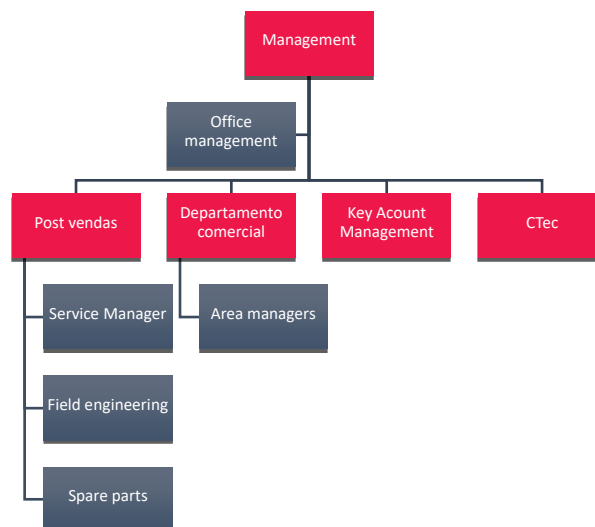 Management
Office
management
Post vendas
Departamento
comercial
Key Acount
Management
CTec
Service Manager
Area managers
Field engineering
Spare parts